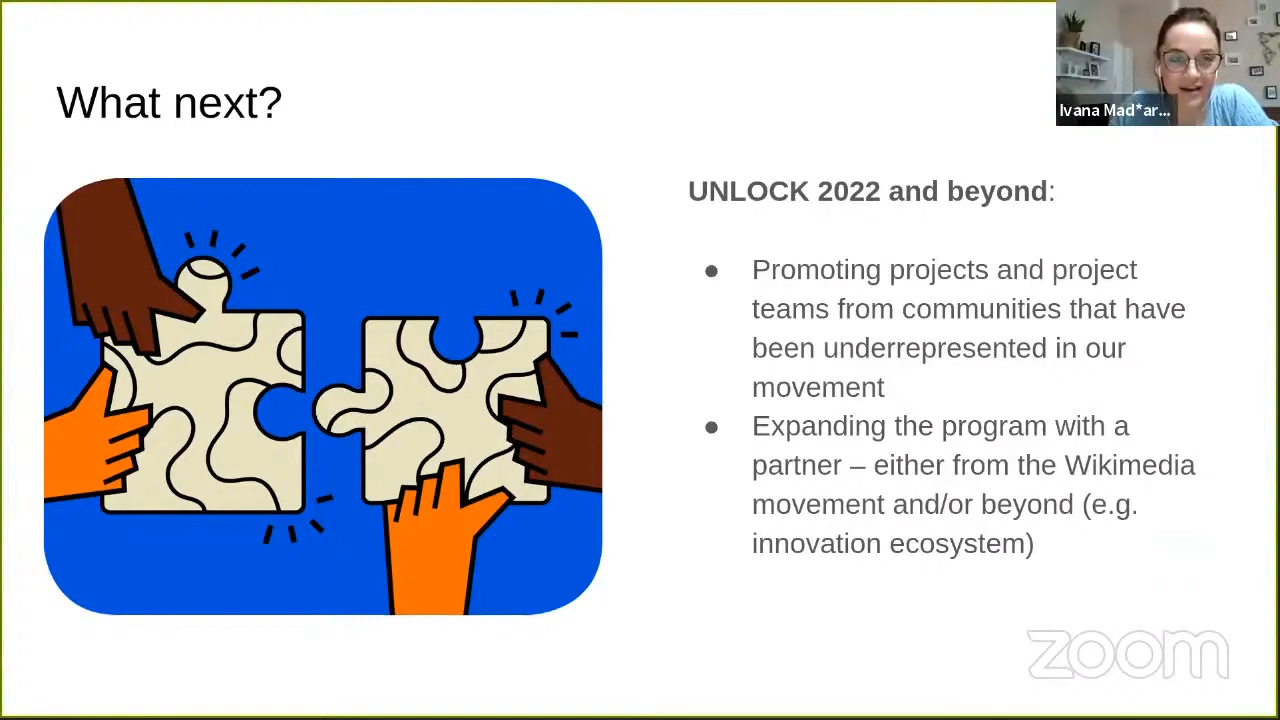 What next?
Ivana Mad*ar...
UNLOCK 2022 and beyond:
● Promoting projects and project
teams from communities that have
been underrepresented in our
movement
● Expanding the program with a
partner – either from the Wikimedia
movement and/or beyond (e.g.
innovation ecosystem)
zoom